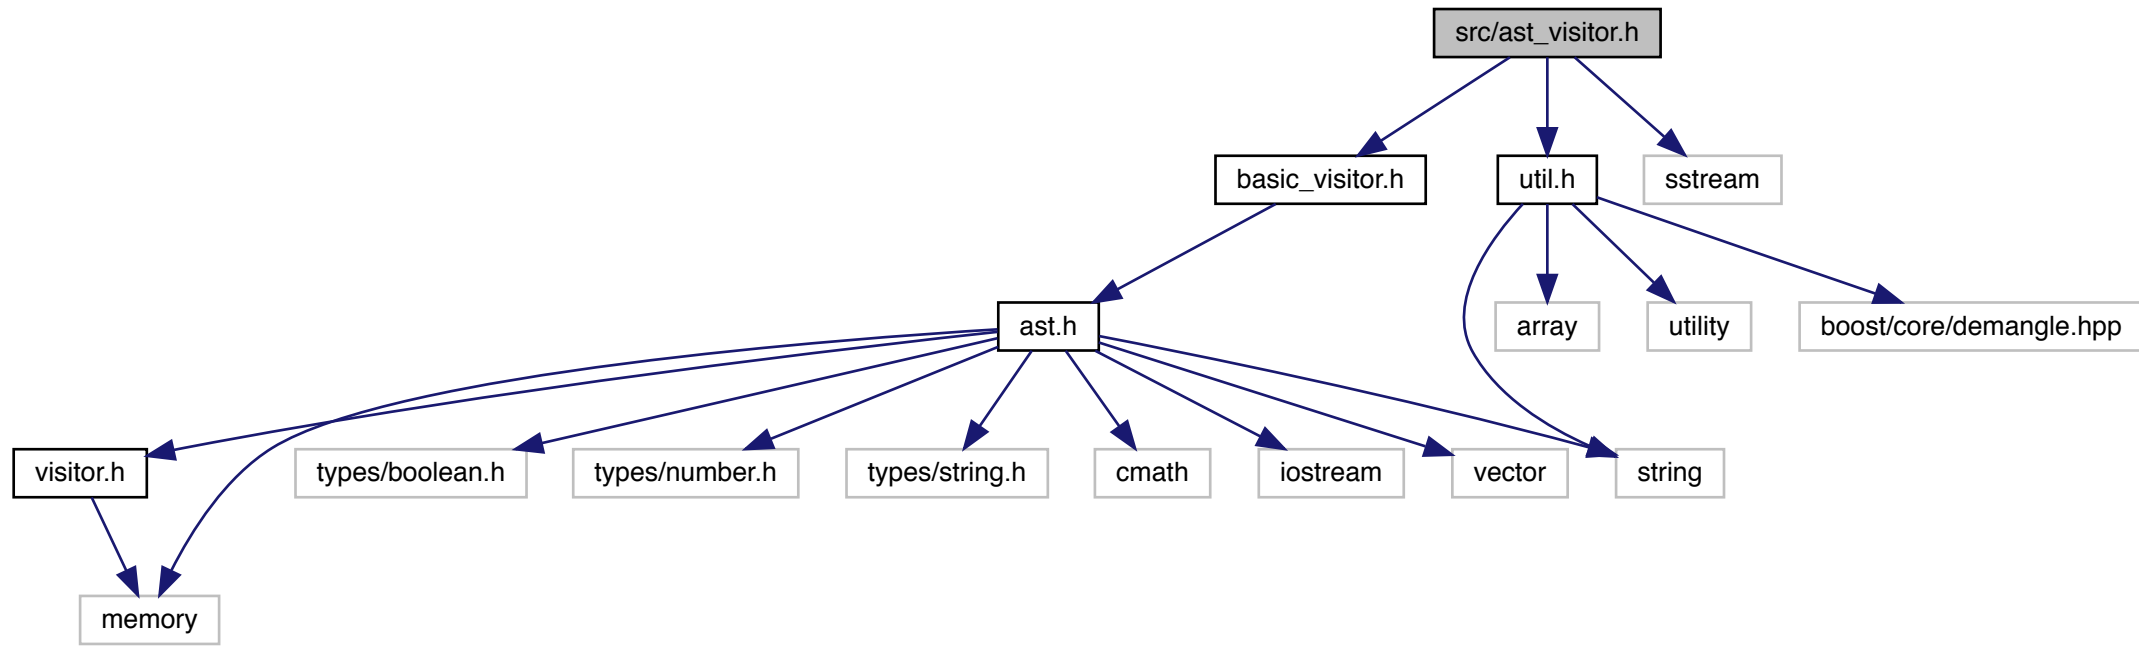 src/ast_visitor.h
basic_visitor.h
util.h
sstream
ast.h
array
utility
boost/core/demangle.hpp
visitor.h
types/boolean.h
types/number.h
types/string.h
cmath
iostream
vector
string
memory